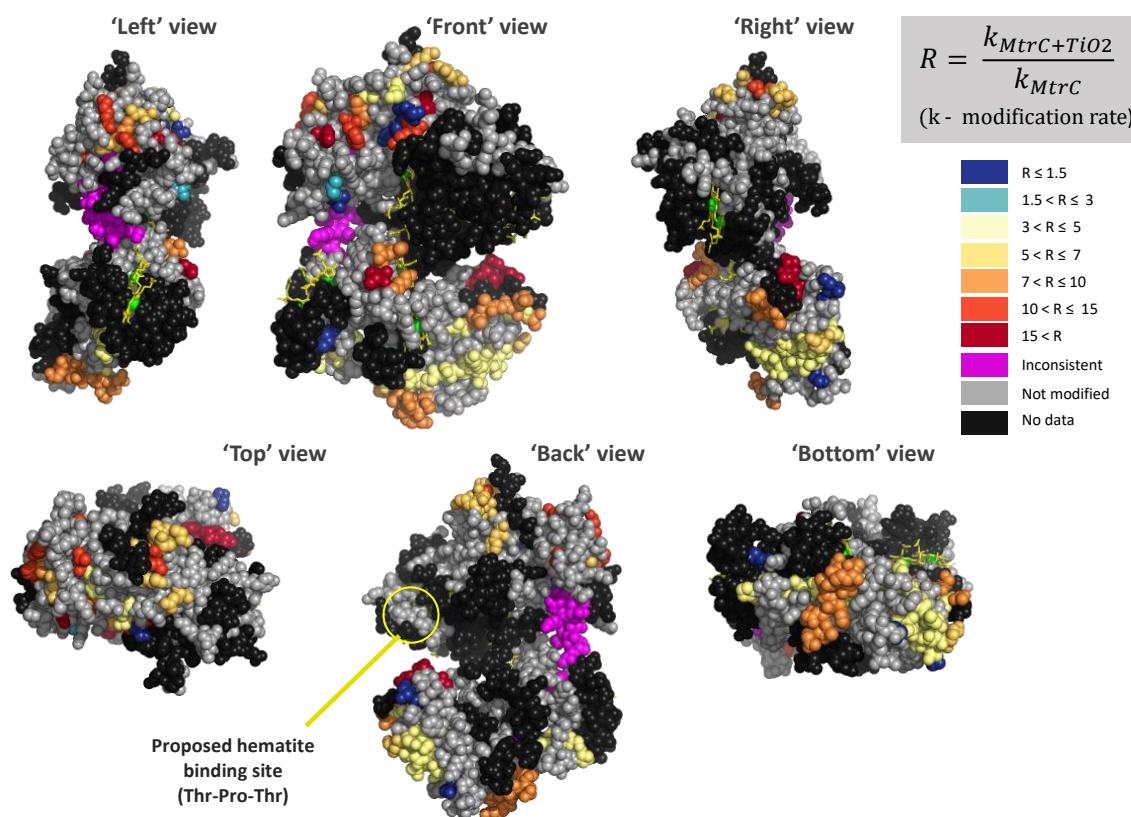 ‘Left’ view
‘Front’ view
‘Right’ view
R = k_{MtrC+TiO2} / k_{MtrC}
(k - modification rate)
R ≤ 1.5
1.5 < R ≤ 3
3 < R ≤ 5
5 < R ≤ 7
7 < R ≤ 10
10 < R ≤ 15
15 < R
Inconsistent
Not modified
No data
‘Top’ view
‘Back’ view
‘Bottom’ view
Proposed hematite
binding site
(Thr-Pro-Thr)